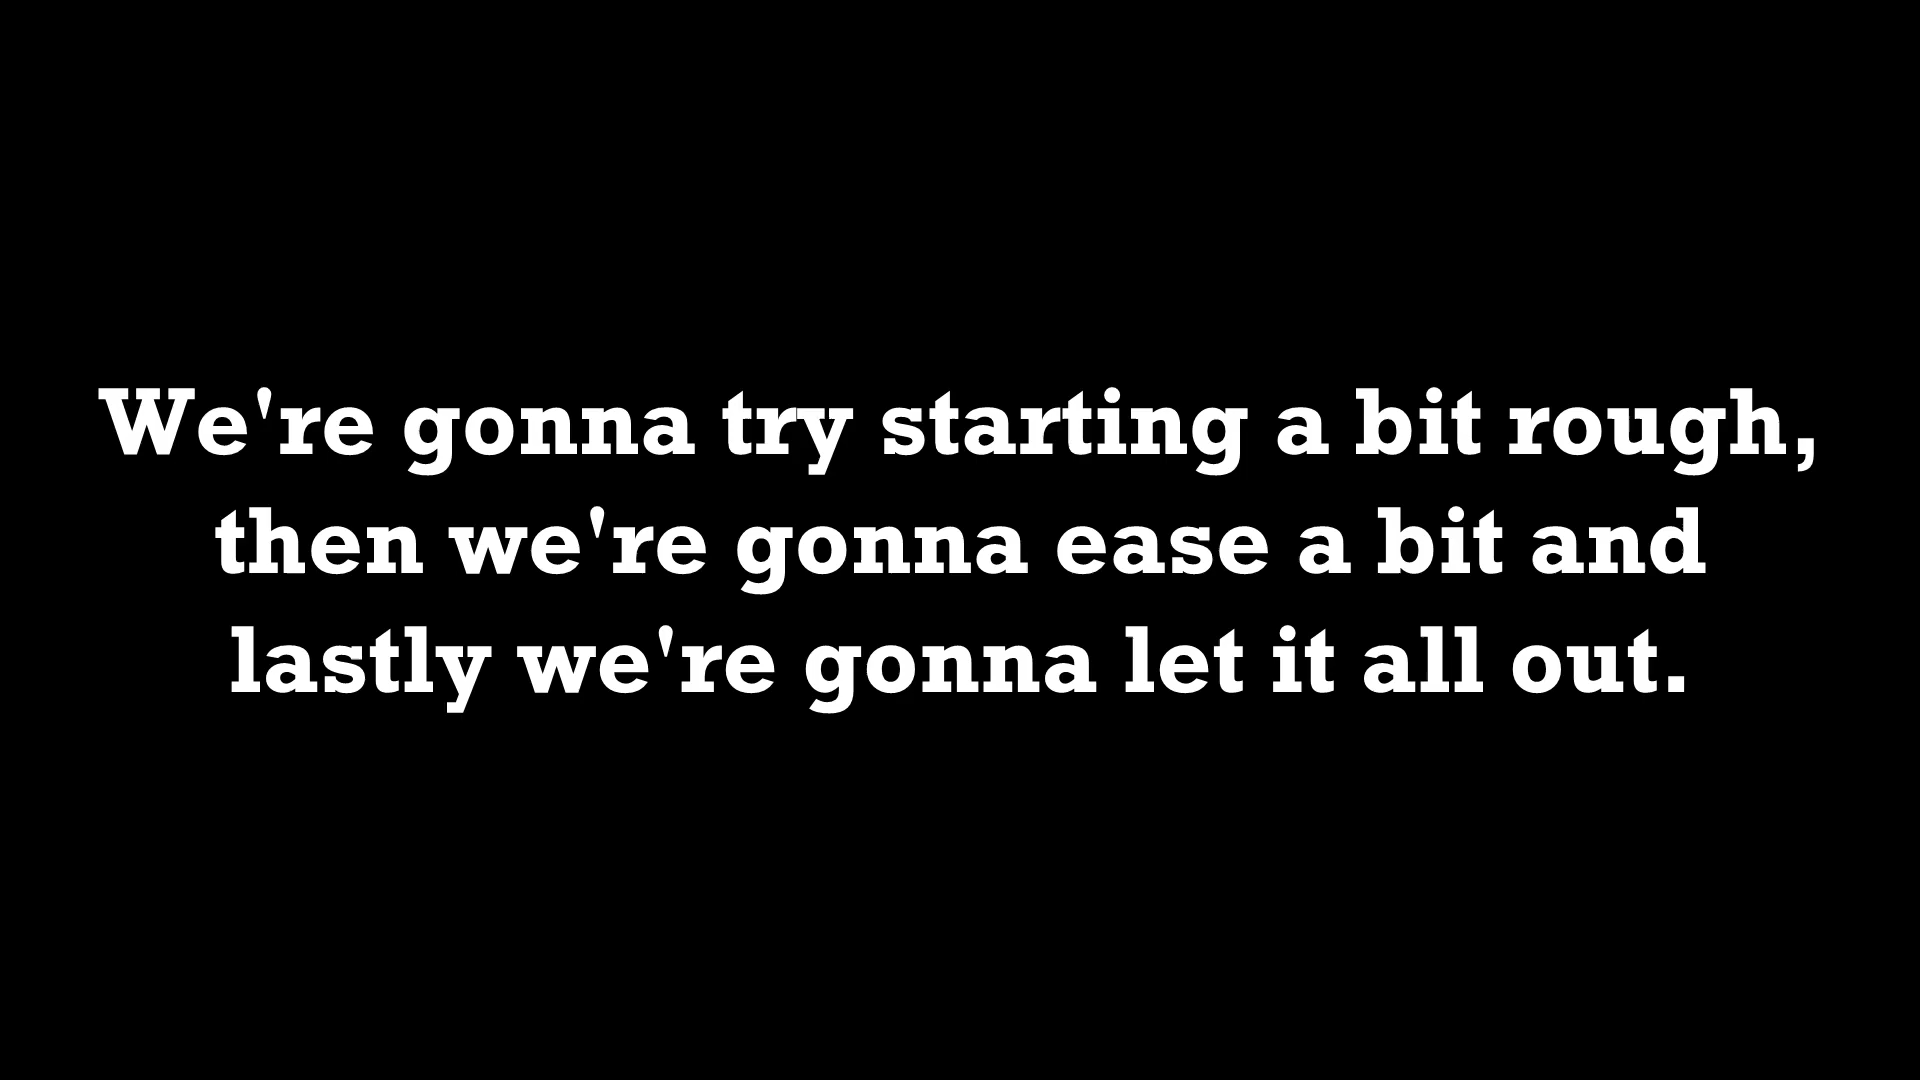 We're gonna try starting a bit rough,
then we're gonna ease a bit and
lastly we're gonna let it all out.